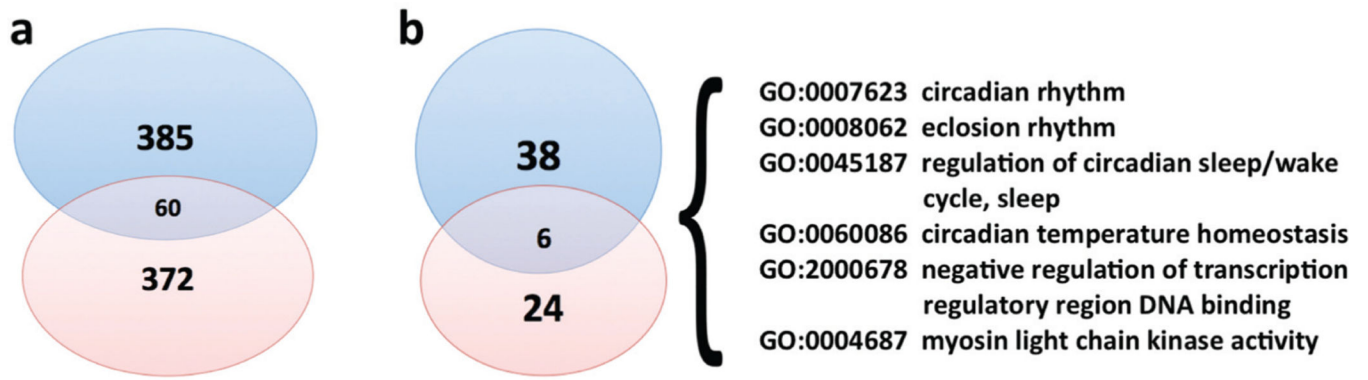 a
385
60
372
b
38
6
24
GO:0007623 circadian rhythm
GO:0008062 eclosion rhythm
GO:0045187 regulation of circadian sleep/wake
cycle, sleep
GO:0060086 circadian temperature homeostasis
GO:2000678 negative regulation of transcription
regulatory region DNA binding
GO:0004687 myosin light chain kinase activity